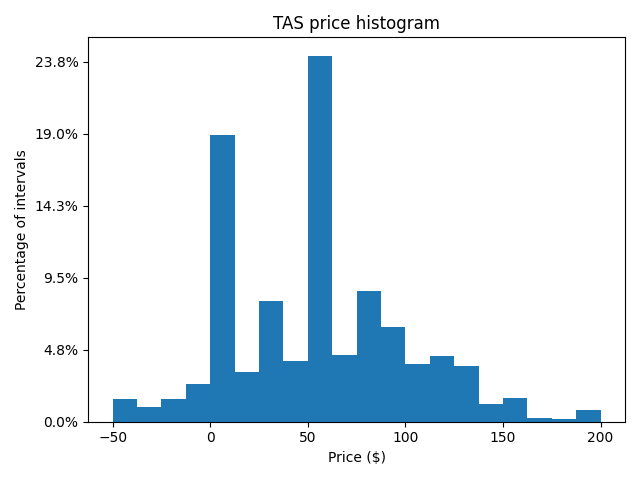 TAS price histogram
Percentage of intervals
23.8%
19.0%
14.3%
9.5%
4.8%
0.0%
−50 0 50 100 150 200
Price ($)